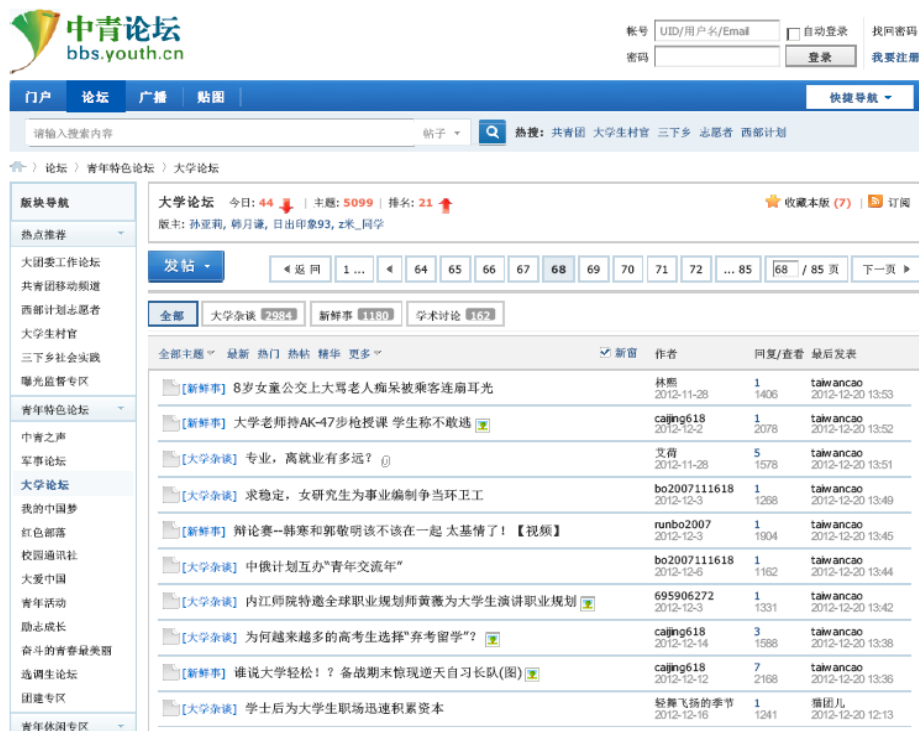 中青论坛
bbs.youth.cn
帐号 UID/用户名/Email 自动登录 找回密码
密码 登录 我要注册
门户 论坛 广播 贴图 快捷导航
请输入搜索内容 帖子 热搜: 共青团 大学生村官 三下乡 志愿者 西部计划
论坛 〉 青年特色论坛 〉 大学论坛
版块导航
热点推荐
大团委工作论坛
共青团移动频道
西部计划志愿者
大学生村官
三下乡社会实践
曝光监督专区
青年特色论坛
中青之声
军事论坛
大学论坛
我的中国梦
红色部落
校园通讯社
大爱中国
青年活动
励志成长
奋斗的青春最美丽
选调生论坛
团建专区
青年休闲专区
大学论坛 今日: 44 | 主题: 5099 | 排名: 21 收藏本版 (7) | 订阅
版主: 孙亚莉, 韩月谦, 日出印象93, z米_同学
发帖 返回 1 ... 64 65 66 67 68 69 70 71 72 ... 85 68 / 85 页 下一页
全部 大学杂谈 2984 新鲜事 1180 学术讨论 162
全部主题 最新 热门 热帖 精华 更多 新窗 作者 回复/查看 最后发表
[新鲜事] 8岁女童公交上大骂老人痴呆被乘客连扇耳光 林熙 1 taiwancao
2012-11-28 1406 2012-12-20 13:53
[新鲜事] 大学老师持AK-47步枪授课 学生称不敢逃 caijing618 1 taiwancao
2012-12-2 2078 2012-12-20 13:52
[大学杂谈] 专业，离就业有多远？ 艾荷 5 taiwancao
2012-11-28 1578 2012-12-20 13:51
[大学杂谈] 求稳定，女研究生为事业编制争当环卫工 bo2007111618 1 taiwancao
2012-12-3 1268 2012-12-20 13:49
[新鲜事] 辩论赛--韩寒和郭敬明该不该在一起 太基情了！【视频】 runbo2007 1 taiwancao
2012-12-3 1904 2012-12-20 13:45
[大学杂谈] 中俄计划互办“青年交流年” bo2007111618 1 taiwancao
2012-12-6 1162 2012-12-20 13:44
[大学杂谈] 内江师院特邀全球职业规划师黄薇为大学生演讲职业规划 695906272 1 taiwancao
2012-12-3 1331 2012-12-20 13:42
[大学杂谈] 为何越来越多的高考生选择“弃考留学”？ caijing618 3 taiwancao
2012-12-14 1588 2012-12-20 13:38
[新鲜事] 谁说大学轻松！？备战期末惊现逆天自习长队(图) caijing618 7 taiwancao
2012-12-12 2168 2012-12-20 13:36
[大学杂谈] 学士后为大学生职场迅速积累资本 轻舞飞扬的季节 1 猫团儿
2012-12-16 1241 2012-12-20 12:13